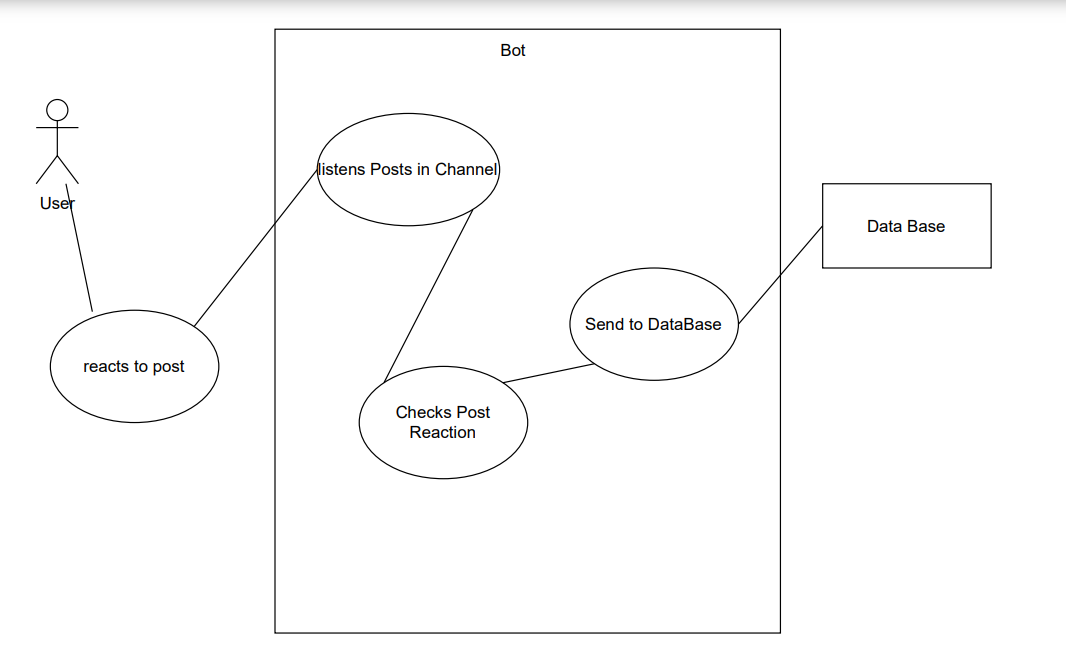 Bot
User
listens Posts in Channel
Data Base
Send to DataBase
reacts to post
Checks Post
Reaction